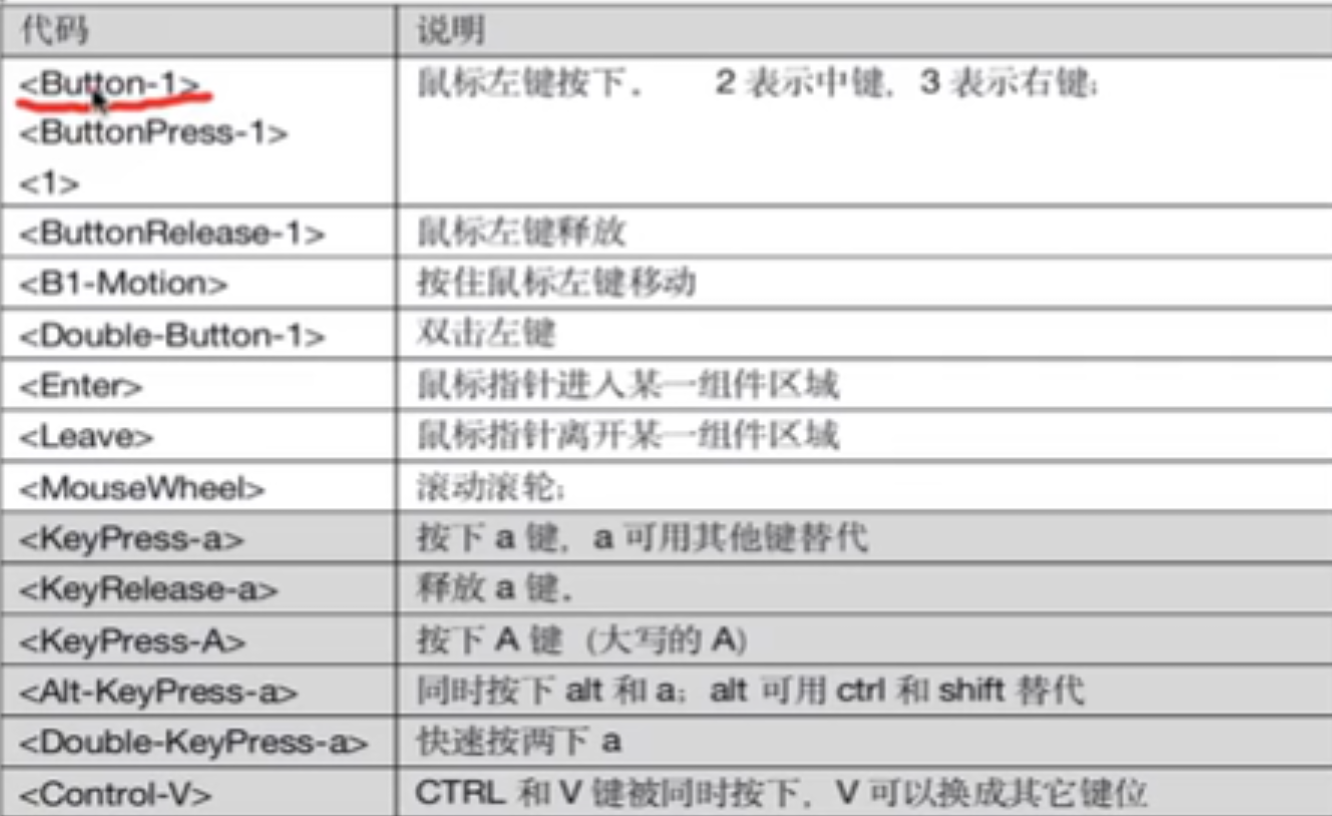 代码 说明
<Button-1> 鼠标左键按下. 2 表示中键, 3 表示右键;
<ButtonPress-1>
<1>
<ButtonRelease-1> 鼠标左键释放
<B1-Motion> 按住鼠标左键移动
<Double-Button-1> 双击左键
<Enter> 鼠标指针进入某一组件区域
<Leave> 鼠标指针离开某一组件区域
<MouseWheel> 滚动滚轮;
<KeyPress-a> 按下 a 键, a 可用其他键替代
<KeyRelease-a> 释放 a 键.
<KeyPress-A> 按下 A 键 (大写的 A)
<Alt-KeyPress-a> 同时按下 alt 和 a; alt 可用 ctrl 和 shift 替代
<Double-KeyPress-a> 快速按两下 a
<Control-V> CTRL 和 V 键被同时按下, V 可以换成其它键位